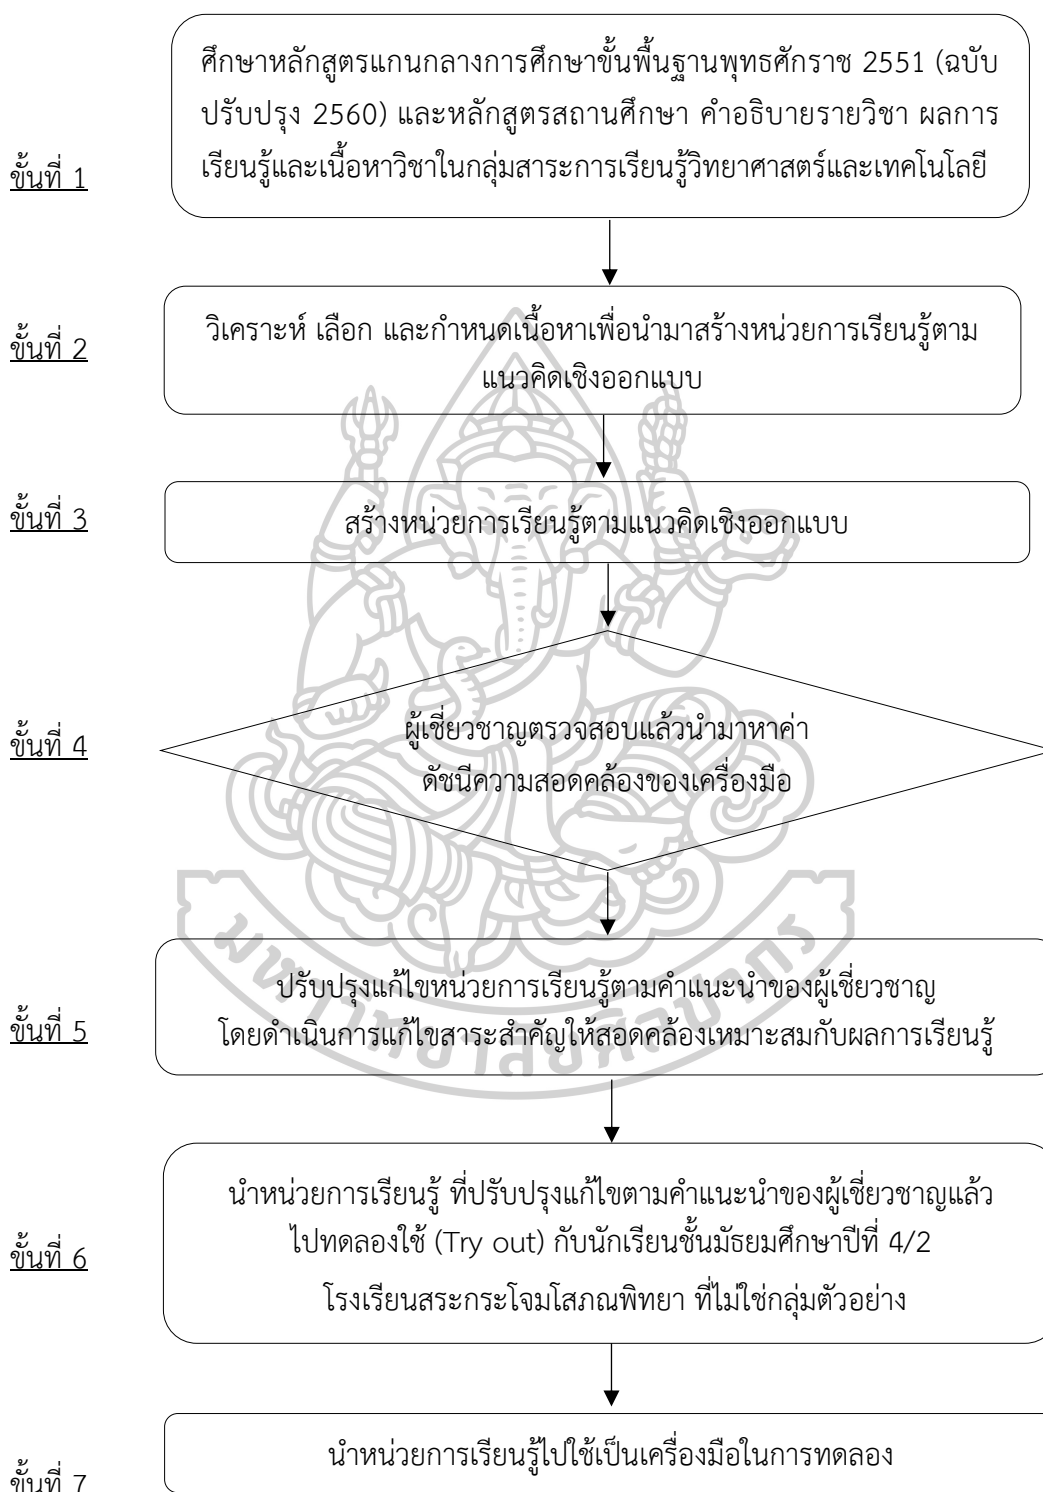 ขั้นที่ 1
ศึกษาหลักสูตรแกนกลางการศึกษาขั้นพื้นฐานพุทธศักราช 2551 (ฉบับ
ปรับปรุง 2560) และหลักสูตรสถานศึกษา คำอธิบายรายวิชา ผลการ
เรียนรู้และเนื้อหาวิชาในกลุ่มสาระการเรียนรู้วิทยาศาสตร์และเทคโนโลยี
ขั้นที่ 2
วิเคราะห์ เลือก และกำหนดเนื้อหาเพื่อนำมาสร้างหน่วยการเรียนรู้ตาม
แนวคิดเชิงออกแบบ
ขั้นที่ 3
สร้างหน่วยการเรียนรู้ตามแนวคิดเชิงออกแบบ
ขั้นที่ 4
ผู้เชี่ยวชาญตรวจสอบแล้วนำมาหาค่า
ดัชนีความสอดคล้องของเครื่องมือ
ขั้นที่ 5
ปรับปรุงแก้ไขหน่วยการเรียนรู้ตามคำแนะนำของผู้เชี่ยวชาญ
โดยดำเนินการแก้ไขสาระสำคัญให้สอดคล้องเหมาะสมกับผลการเรียนรู้
มหาวิทยาลัยศิลปากร
ขั้นที่ 6
นำหน่วยการเรียนรู้ ที่ปรับปรุงแก้ไขตามคำแนะนำของผู้เชี่ยวชาญแล้ว
ไปทดลองใช้ (Try out) กับนักเรียนชั้นมัธยมศึกษาปีที่ 4/2
โรงเรียนสระกระโจมโสภณพิทยา ที่ไม่ใช่กลุ่มตัวอย่าง
ขั้นที่ 7
นำหน่วยการเรียนรู้ไปใช้เป็นเครื่องมือในการทดลอง